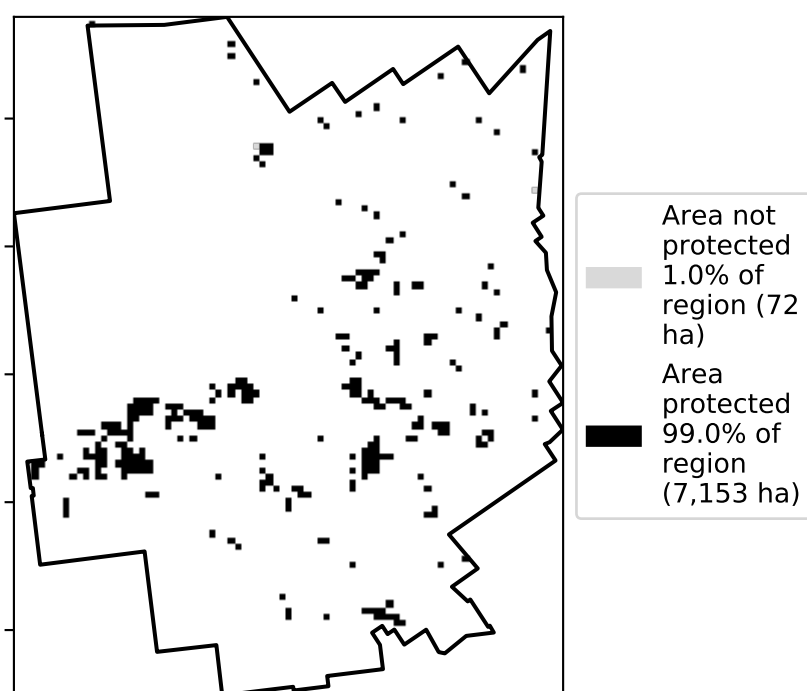 Area not
protected
1.0% of
region (72
ha)
Area
protected
99.0% of
region
(7,153 ha)